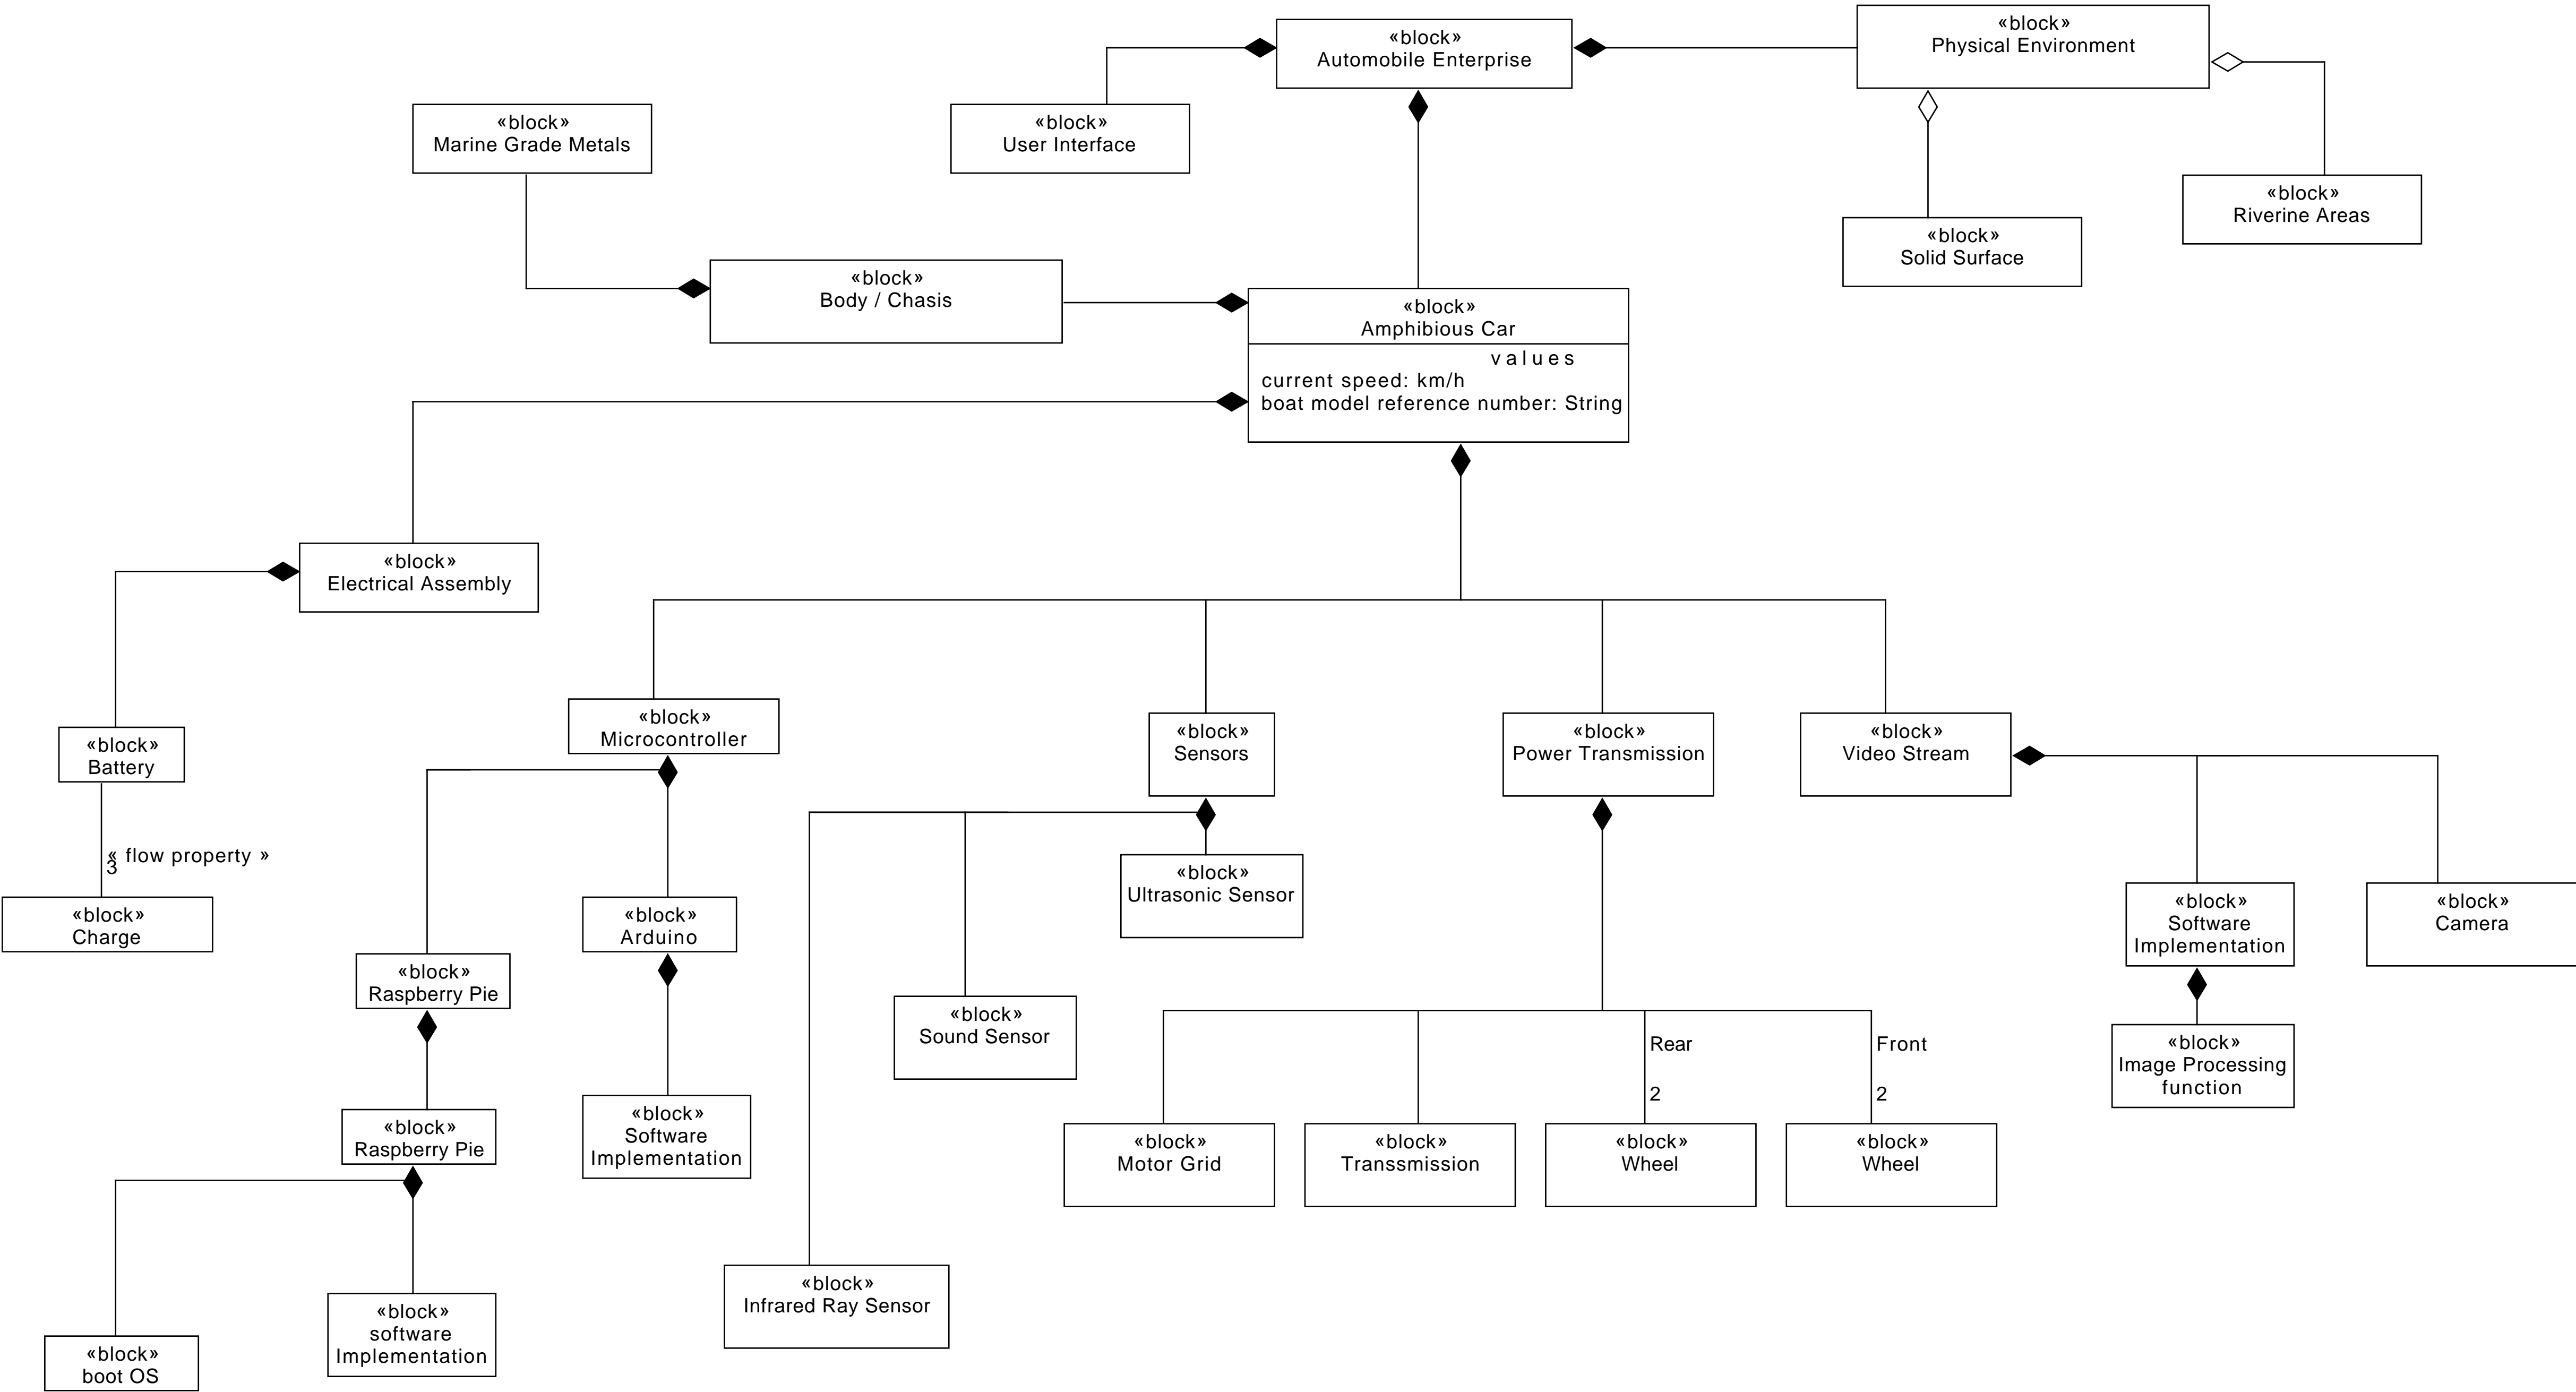 «block»
Automobile Enterprise
«block»
Physical Environment
«block»
Marine Grade Metals
«block»
User Interface
«block»
Riverine Areas
«block»
Solid Surface
«block»
Body / Chasis
«block»
Amphibious Car
values
current speed: km/h
boat model reference number: String
«block»
Electrical Assembly
«block»
Battery
«block»
Microcontroller
«block»
Sensors
«block»
Power Transmission
«block»
Video Stream
« flow property »
3
«block»
Charge
«block»
Arduino
«block»
Ultrasonic Sensor
«block»
Software
Implementation
«block»
Camera
«block»
Raspberry Pie
«block»
Sound Sensor
Rear
2
Front
2
«block»
Image Processing
function
«block»
Raspberry Pie
«block»
Software
Implementation
«block»
Motor Grid
«block»
Transsmission
«block»
Wheel
«block»
Wheel
«block»
Infrared Ray Sensor
«block»
software
Implementation
«block»
boot OS